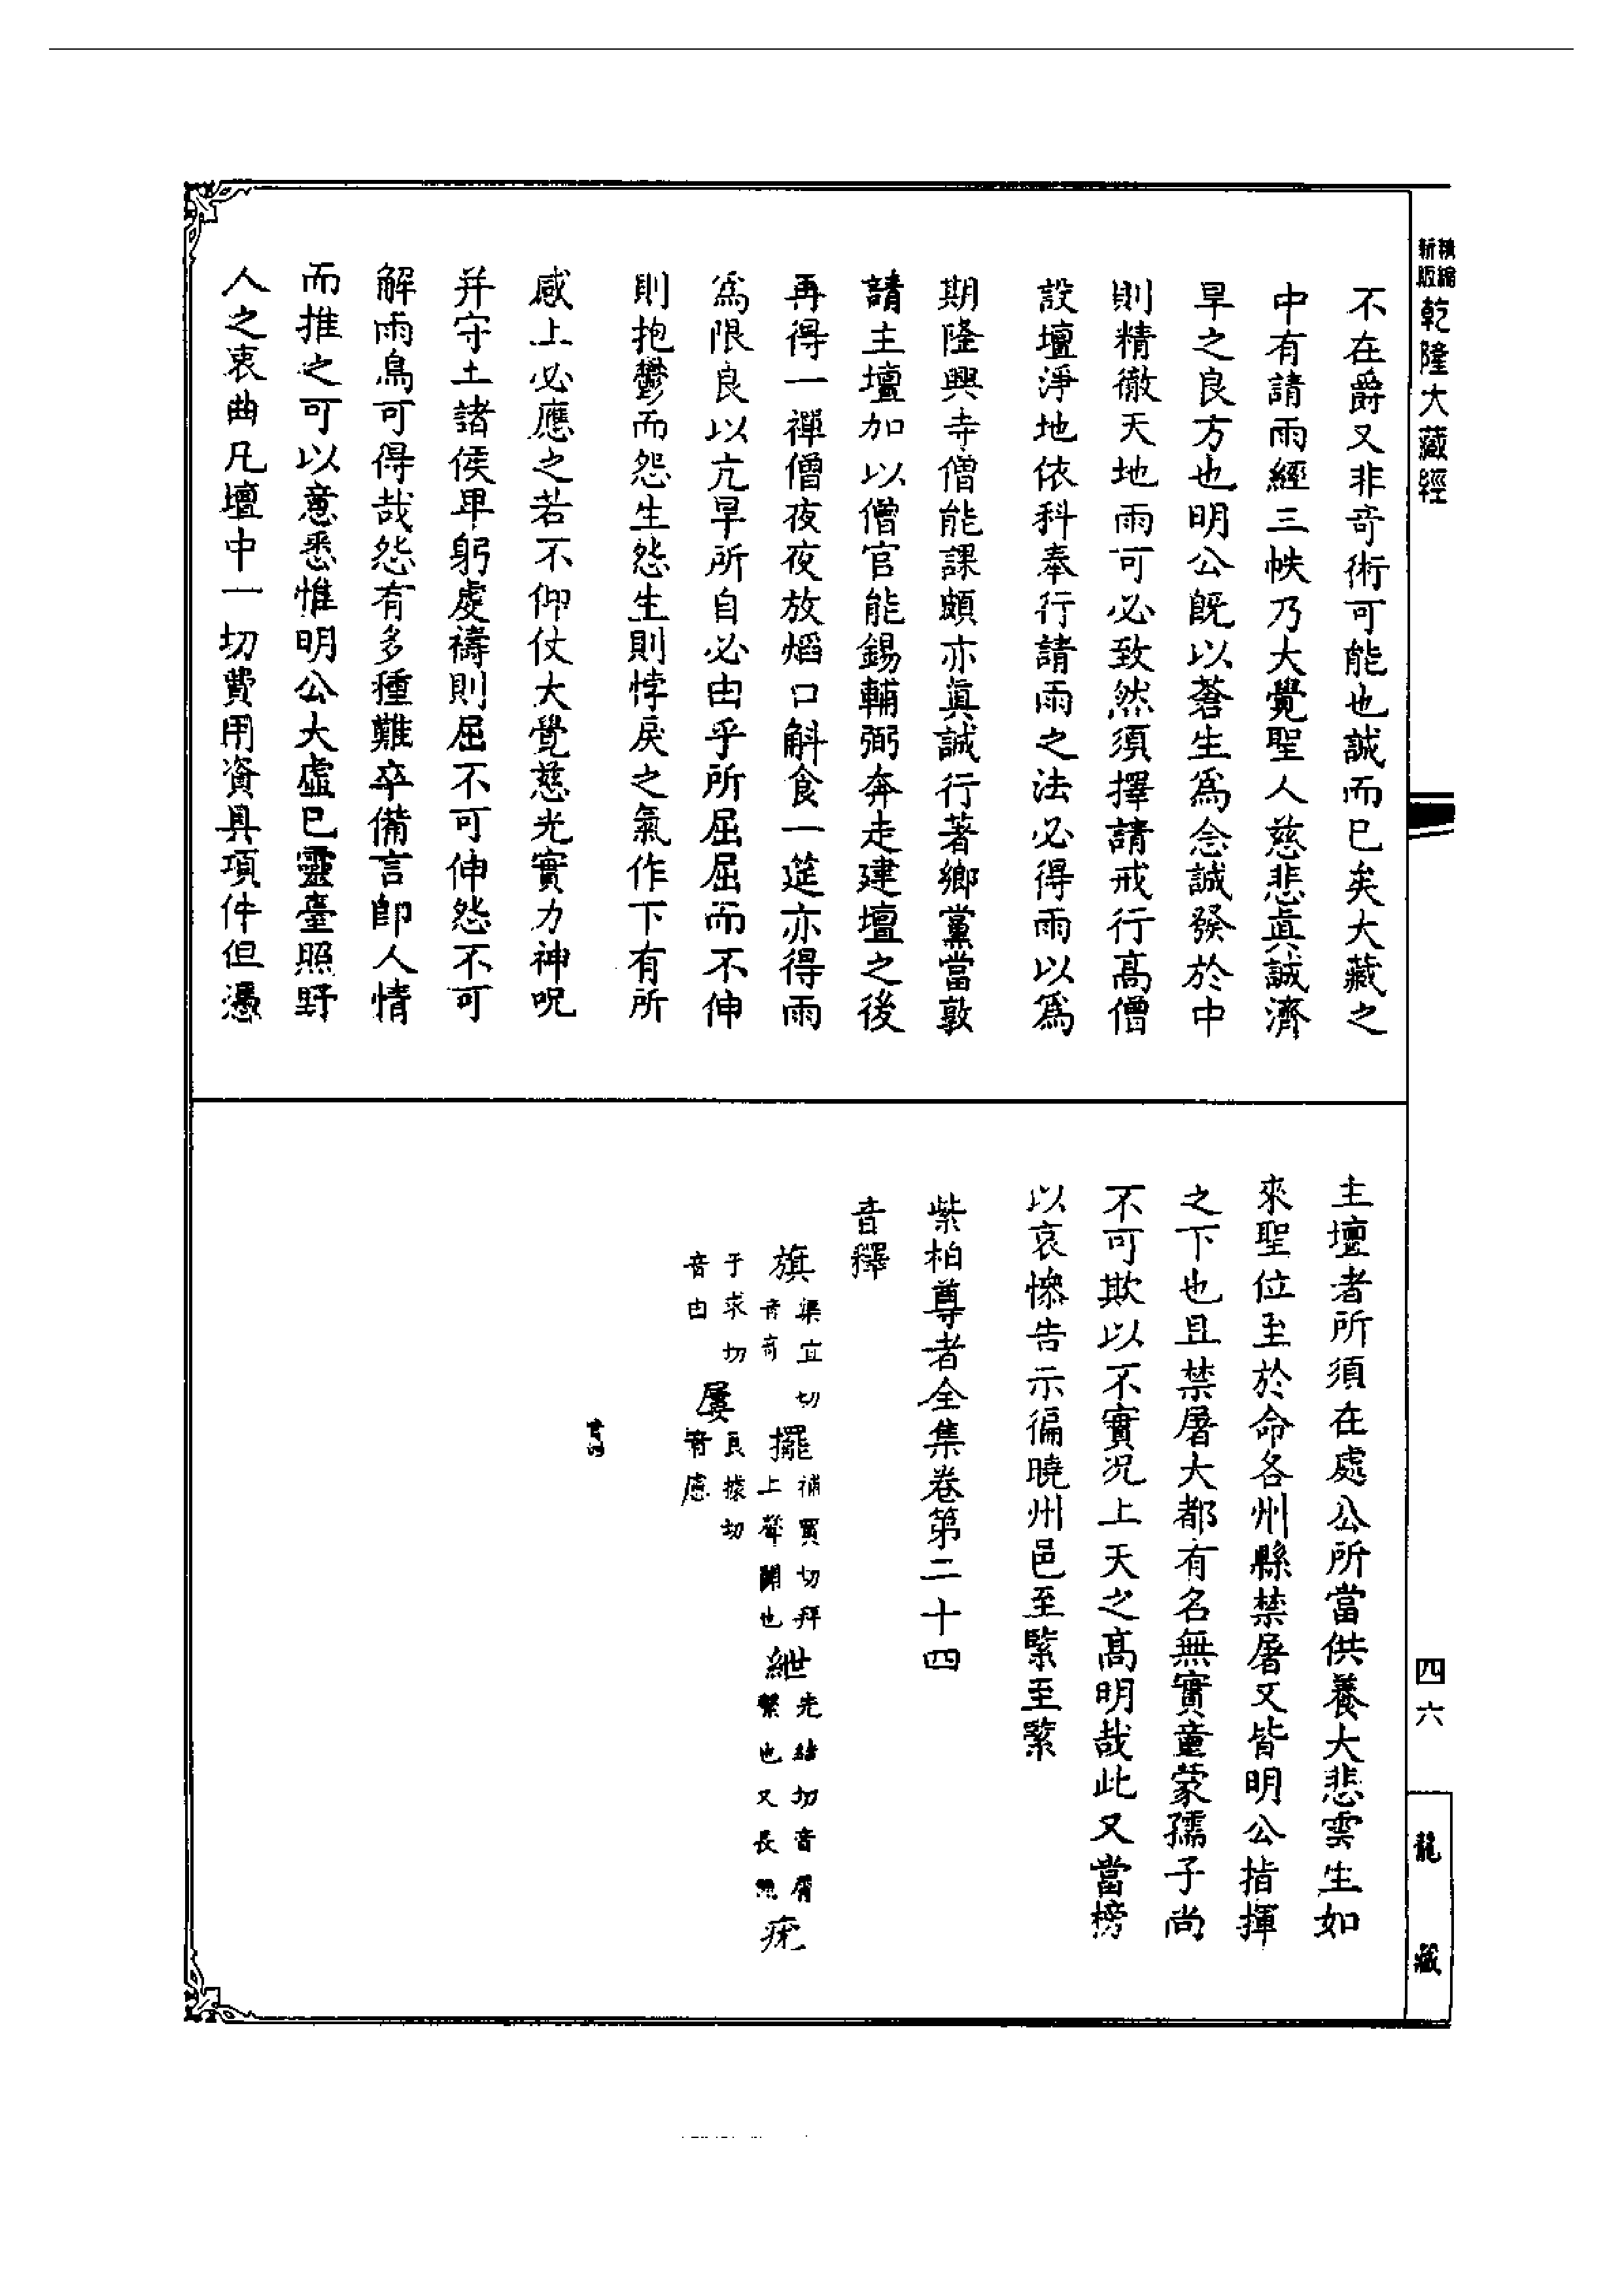 精縮新版乾隆大藏經
不在爵又非奇術可能也誠而已矣大藏之
中有請雨經三帙乃大覺聖人慈悲眞誠濟
旱之良方也明公旣以蒼生爲念誠發於中
則精徹天地雨可必致然須擇請戒行高僧
設壇淨地依科奉行請雨之法必得雨以爲
期隆興寺僧能課頗亦眞誠行著鄉黨當敦
請主壇加以僧官能錫輔弼奔走建壇之後
再得一禪僧夜夜放熖口斛食一筵亦得雨
爲限良以亢旱所自必由乎所屈屈而不伸
則抱鬱而怨生怨生則悖戾之氣作下有所
感上必應之若不仰仗大覺慈光實力神呪
并守土諸侯卑躬虔禱則屈不可伸怨不可
解雨烏可得哉怨有多種難卒備言卽人情
而推之可以意悉惟明公大虛已靈臺照野
人之衷曲凡壇中一切費用資具項件但憑
主壇者所須在處公所當供養大悲雲生如
來聖位至於命各州縣禁屠又皆明公指揮
之下也且禁屠大都有名無實童蒙孺子尚
不可欺以不實况上天之高明哉此又當榜
以哀慘告示徧曉州邑至緊至緊
紫柏尊者全集卷第二十四
音釋
旗渠宜切音奇擺補買切拜上聲開也紲先結切音屑繫也又長疣
于求切音由屢良據切音慮
四六
龍藏